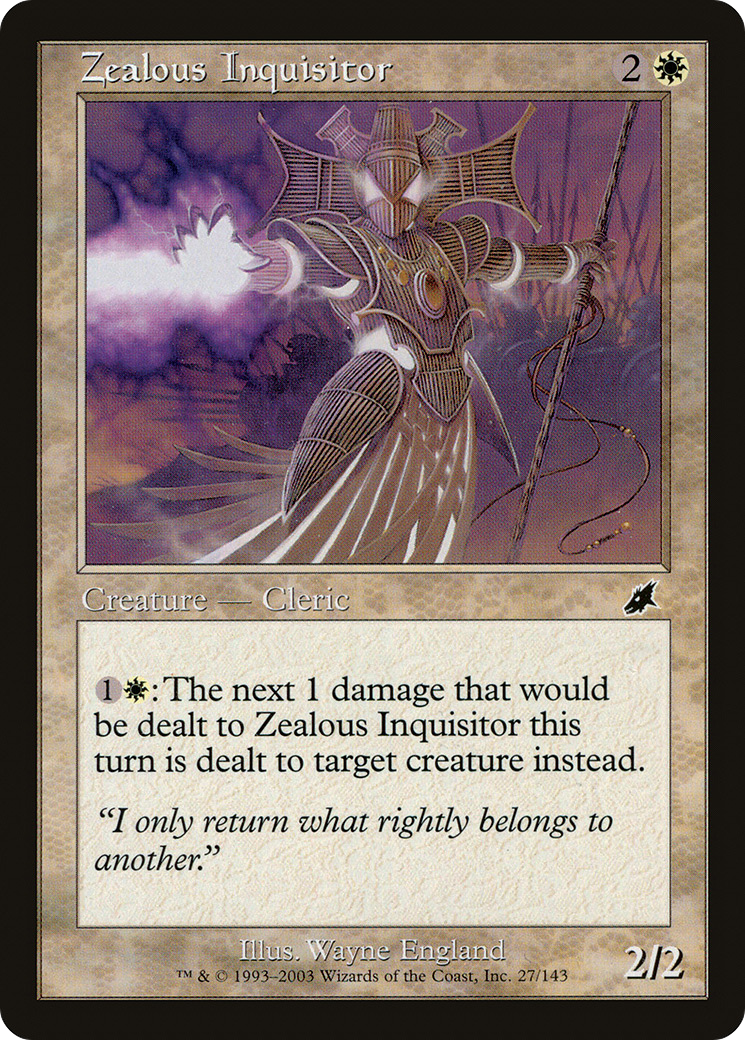 Zealous Inquisitor 2
Creature — Cleric
1 : The next 1 damage that would
be dealt to Zealous Inquisitor this
turn is dealt to target creature instead.
“I only return what rightly belongs to
another.”
Illus. Wayne England
™ & © 1993–2003 Wizards of the Coast, Inc. 27/143
2/2